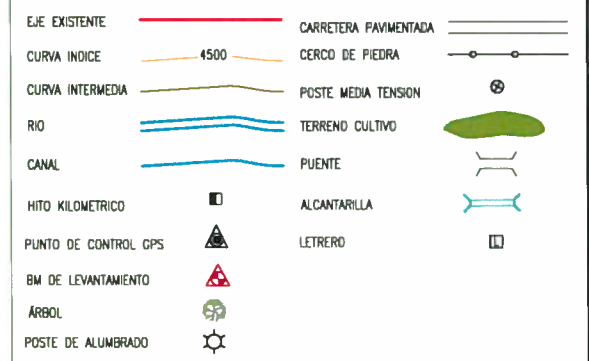 EJE EXISTENTE
CURVA INDICE 4500
CURVA INTERMEDIA
RIO
CANAL
HITO KILOMETRICO
PUNTO DE CONTROL GPS
BM DE LEVANTAMIENTO
ÁRBOL
POSTE DE ALUMBRADO
CARRETERA PAVIMENTADA
CERCO DE PIEDRA
POSTE MEDIA TENSION
TERRENO CULTIVO
PUENTE
ALCANTARILLA
LETRERO L